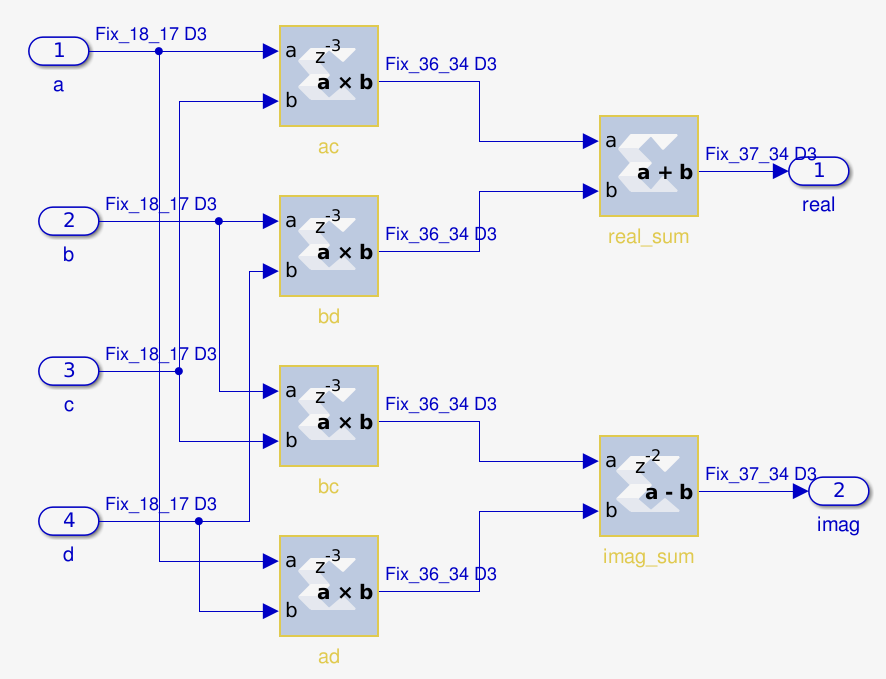 Fix_18_17 D3
1
a
a
z-3
a × b
b
ac
Fix_36_34 D3
Fix_18_17 D3
2
b
a
z-3
a × b
b
bd
Fix_36_34 D3
a
a + b
b
real_sum
Fix_37_34 D3
1
real
Fix_18_17 D3
3
c
a
z-3
a × b
b
bc
Fix_36_34 D3
Fix_18_17 D3
4
d
a
z-3
a × b
b
ad
Fix_36_34 D3
a
z-2
a - b
b
imag_sum
Fix_37_34 D3
2
imag